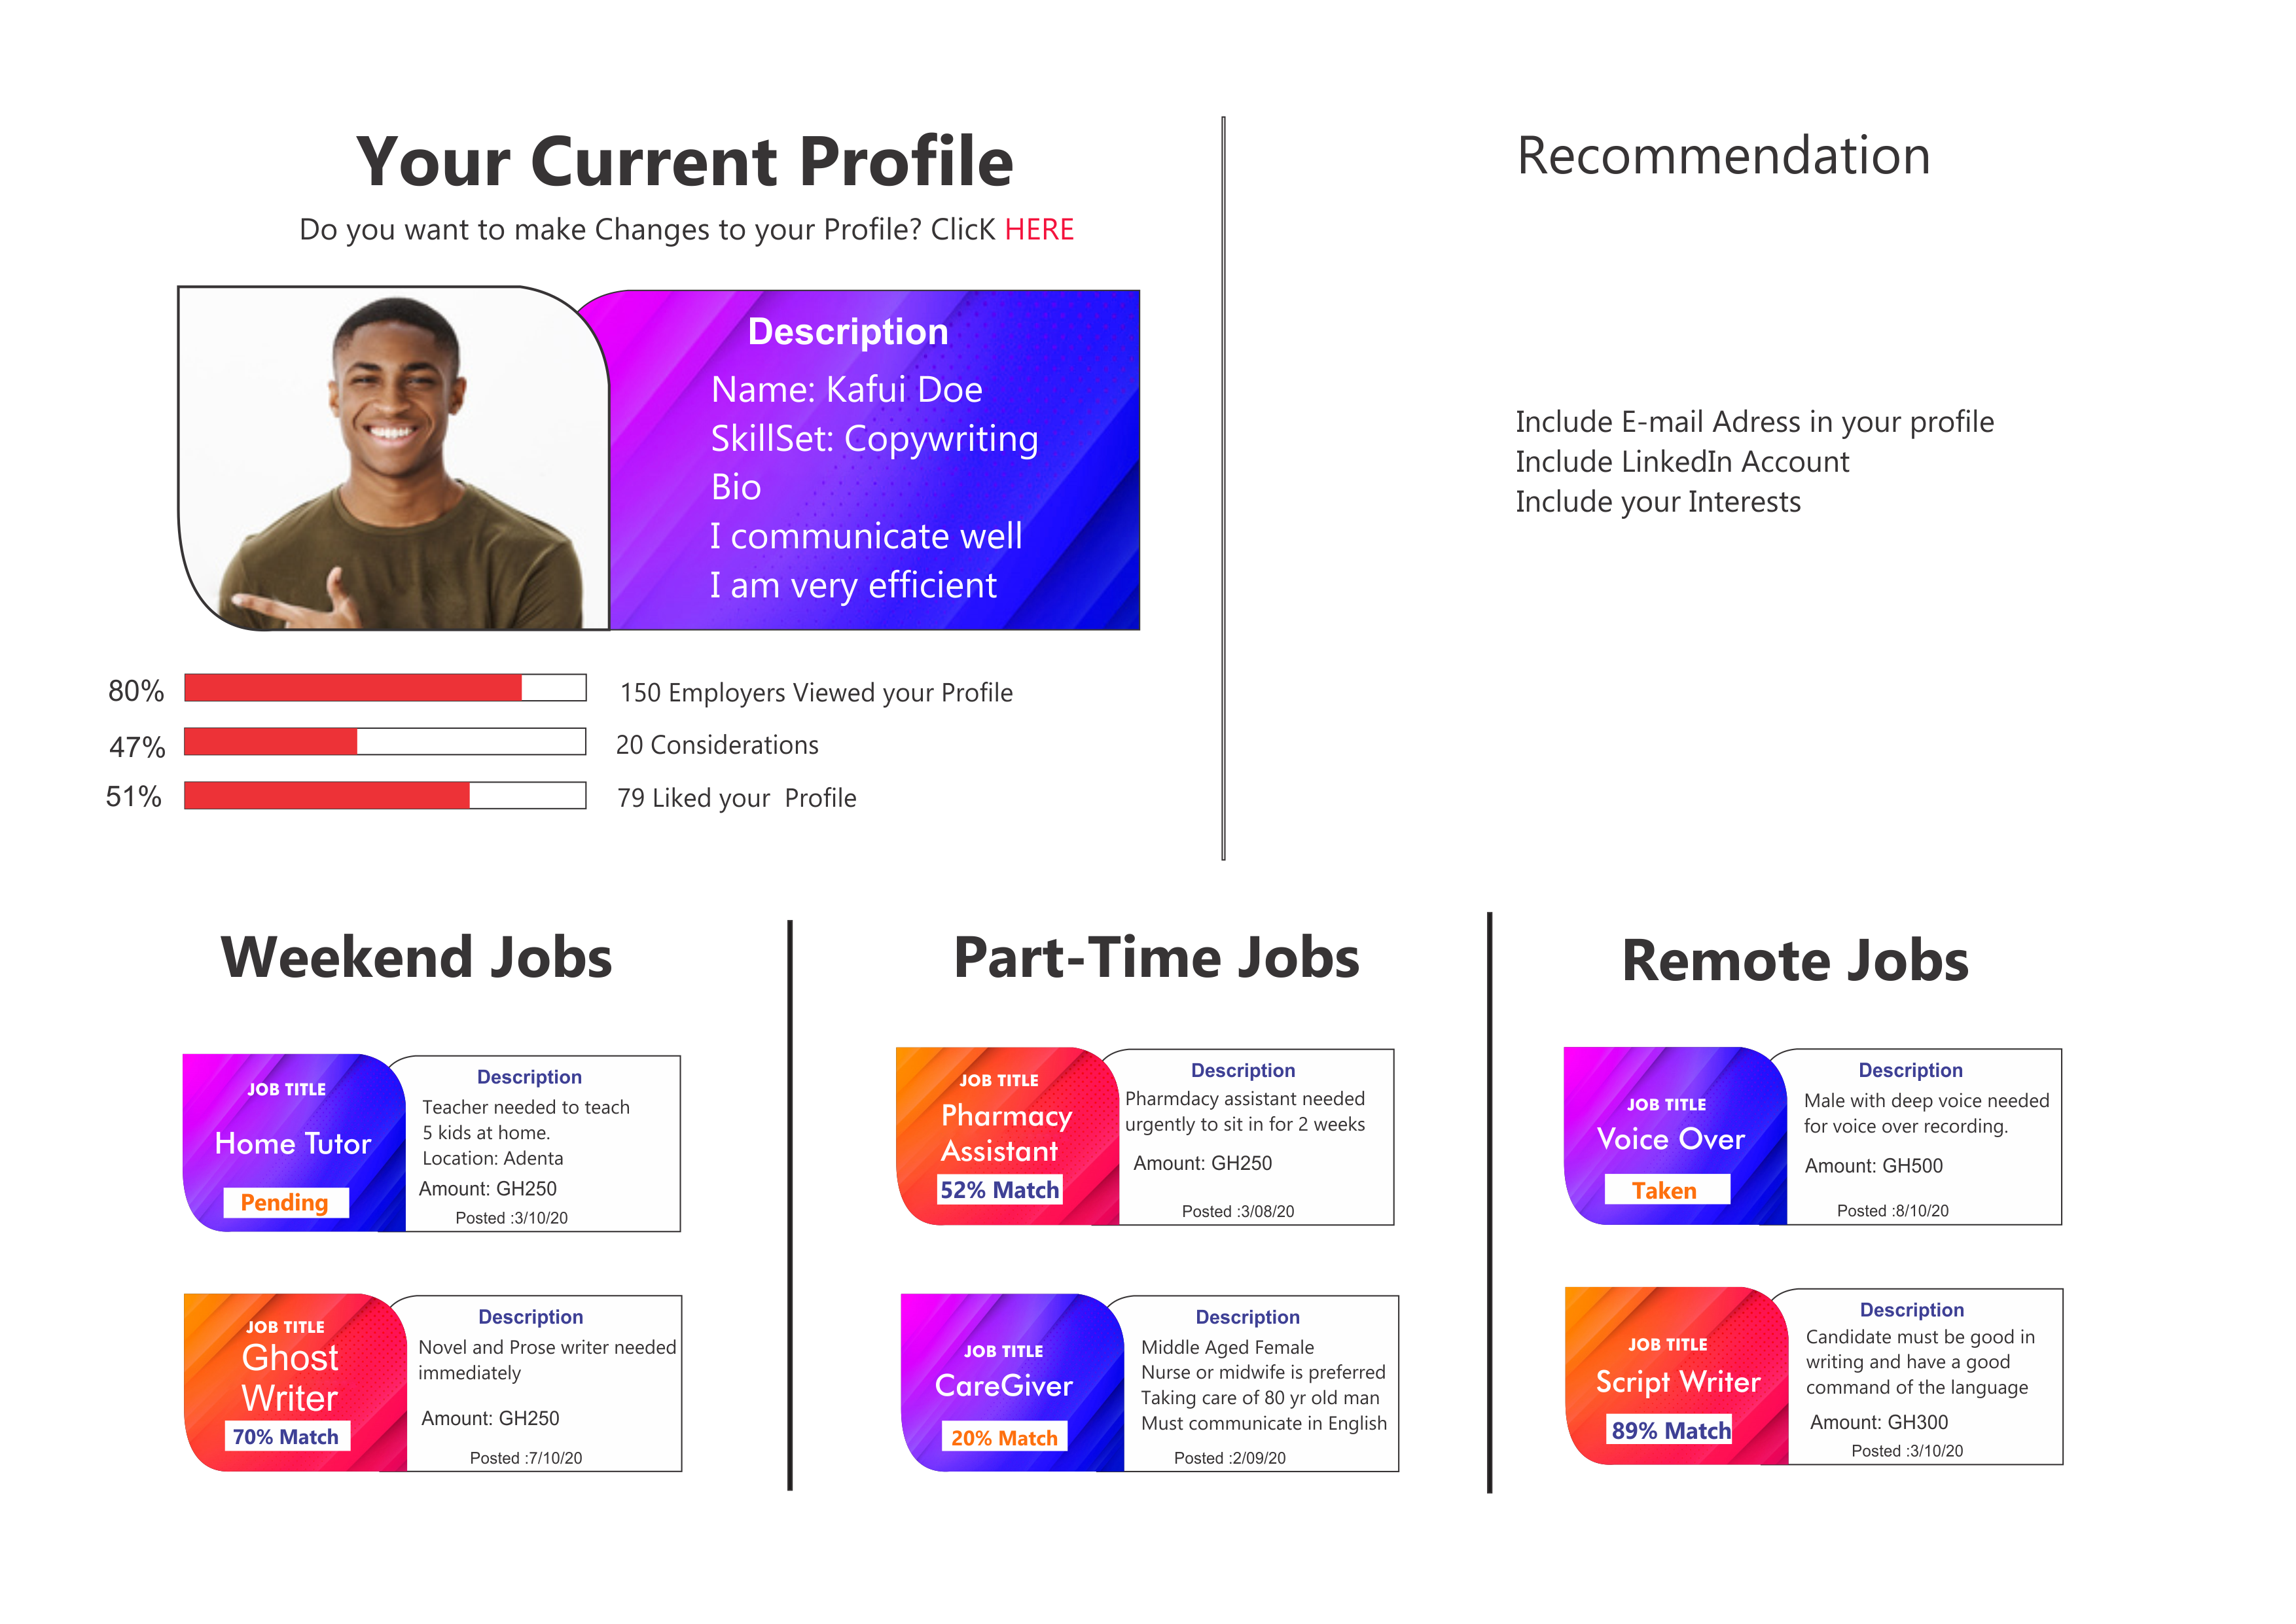 Your Current Profile
Do you want to make Changes to your Profile? ClicK HERE
Description
Name: Kafui Doe
SkillSet: Copywriting
Bio
I communicate well
I am very efficient
80%
150 Employers Viewed your Profile
47%
20 Considerations
51%
79 Liked your  Profile
Recommendation
Include E-mail Adress in your profile
Include LinkedIn Account
Include your Interests
Weekend Jobs
JOB TITLE
Home Tutor
Pending
Description
Teacher needed to teach
5 kids at home.
Location: Adenta
Amount: GH250
Posted :3/10/20
JOB TITLE
Ghost
Writer
70% Match
Description
Novel and Prose writer needed
immediately
Amount: GH250
Posted :7/10/20
Part-Time Jobs
JOB TITLE
Pharmacy
Assistant
52% Match
Description
Pharmdacy assistant needed
urgently to sit in for 2 weeks
Amount: GH250
Posted :3/08/20
JOB TITLE
CareGiver
20% Match
Description
Middle Aged Female
Nurse or midwife is preferred
Taking care of 80 yr old man
Must communicate in English
Posted :2/09/20
Remote Jobs
JOB TITLE
Voice Over
Taken
Description
Male with deep voice needed
for voice over recording.
Amount: GH500
Posted :8/10/20
JOB TITLE
Script Writer
89% Match
Description
Candidate must be good in
writing and have a good
command of the language
Amount: GH300
Posted :3/10/20